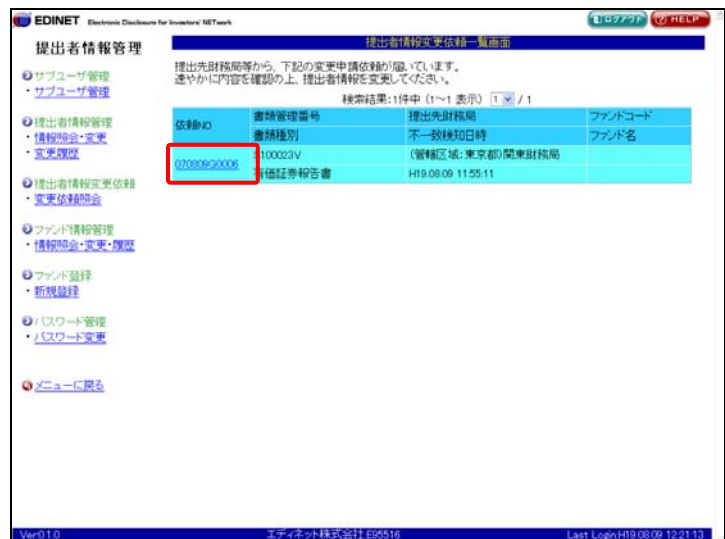 EDINET Electronic Disclosure for Investors' NETwork
ログアウト
HELP
提出者情報管理
サブユーザ管理
・サブユーザ管理
提出者情報管理
・情報照会・変更
・変更履歴
提出者情報変更依頼
・変更依頼照会
ファンド情報管理
・情報照会・変更・履歴
ファンド登録
・新規登録
パスワード管理
・パスワード変更
メニューに戻る
提出者情報変更依頼一覧画面
提出先財務局等から、下記の変更申請依頼が届いています。
速やかに内容を確認の上、提出者情報を変更してください。
検索結果:1件中 (1～1 表示) 1 / 1
依頼NO 書類管理番号 提出先財務局 ファンドコード
書類種別 不一致検知日時 ファンド名
070809G0006 100023V (管轄区域:東京都)関東財務局
有価証券報告書 H19.08.09 11:55:11
Ver.0.1.0 エディネット株式会社 E95516 Last Login:H19.08.09 12:21:13